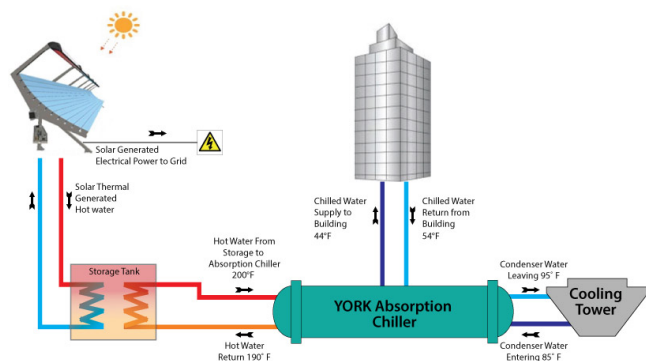 Solar Generated
Electrical Power to Grid
Solar Thermal
Generated
Hot water
Storage Tank
Hot Water From
Storage to
Absorption Chiller
200°F
Hot Water
Return 190° F
Chilled Water
Supply to
Building
44°F
Chilled Water
Return from
Building
54°F
YORK Absorption
Chiller
Condenser Water
Leaving 95° F
Cooling
Tower
Condenser Water
Entering 85° F